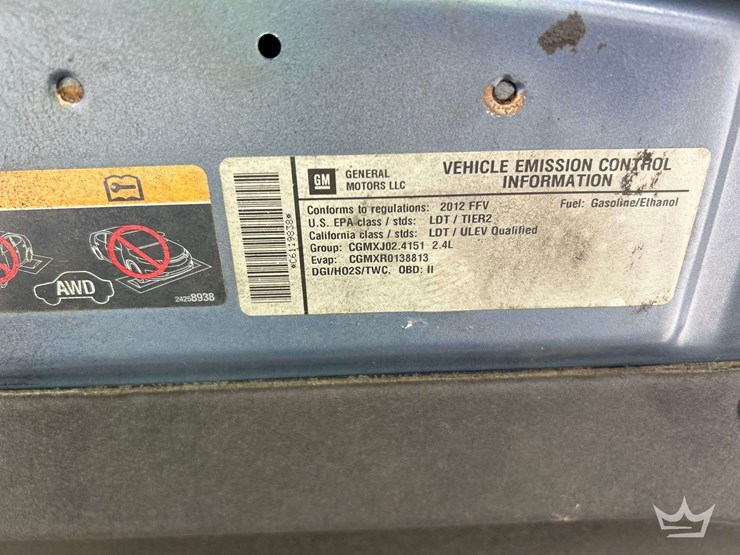 AWD
24258938
*C6119838*
GM
GENERAL
MOTORS LLC
VEHICLE EMISSION CONTROL
INFORMATION
Conforms to regulations: 2012 FFV
Fuel: Gasoline/Ethanol
U.S. EPA class / stds: LDT / TIER2
California class / stds: LDT / ULEV Qualified
Group: CGMXJ02.4151 2.4L
Evap: CGMXR0138813
DGI/HO2S/TWC, OBD: II